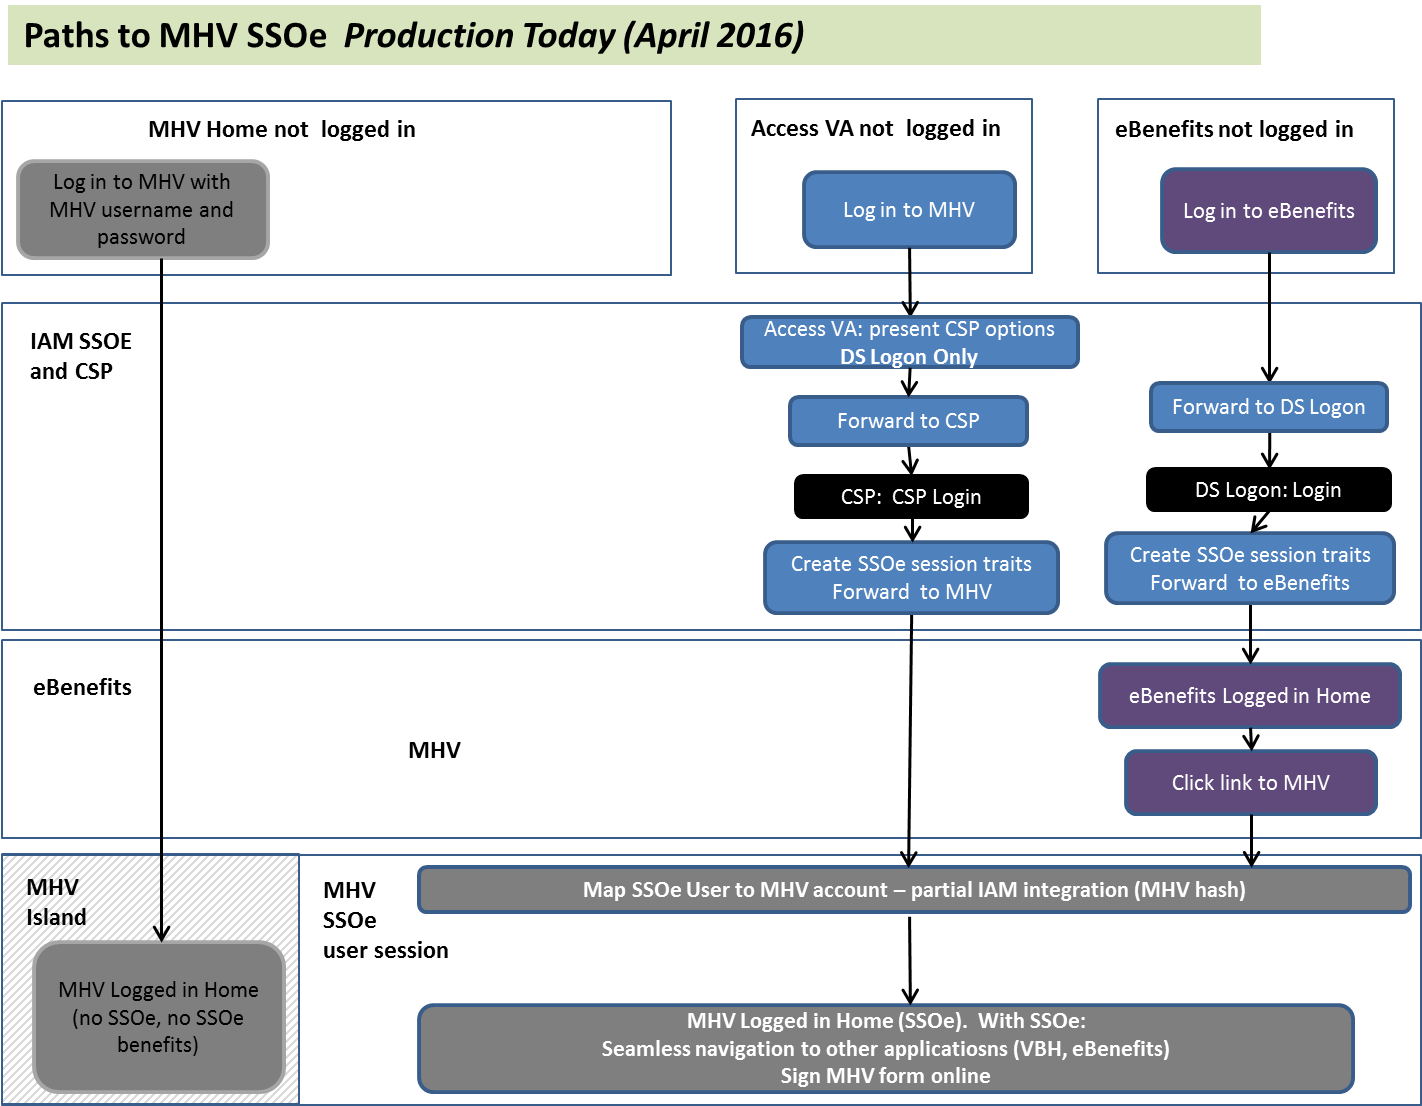 Paths to MHV SSOe Production Today (April 2016)
MHV Home not logged in
Log in to MHV with
MHV username and
password
Access VA not logged in
Log in to MHV
eBenefits not logged in
Log in to eBenefits
IAM SSOE
and CSP
Access VA: present CSP options
DS Logon Only
Forward to CSP
CSP: CSP Login
Create SSOe session traits
Forward to MHV
Forward to DS Logon
DS Logon: Login
Create SSOe session traits
Forward to eBenefits
eBenefits
MHV
eBenefits Logged in Home
Click link to MHV
MHV
Island
MHV Logged in Home
(no SSOe, no SSOe
benefits)
MHV
SSOe
user session
Map SSOe User to MHV account – partial IAM integration (MHV hash)
MHV Logged in Home (SSOe). With SSOe:
Seamless navigation to other applicatiosns (VBH, eBenefits)
Sign MHV form online